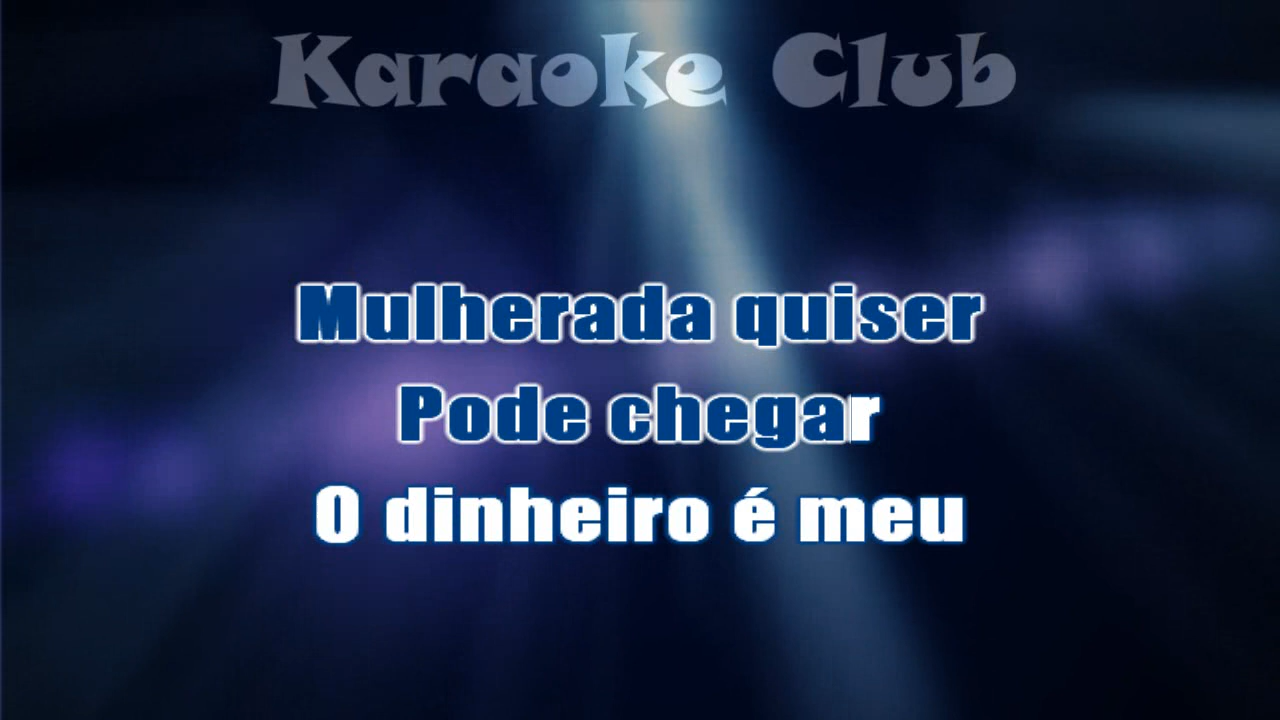 Karaoke Club
Mulherada quiser
Pode chegar
O dinheiro é meu